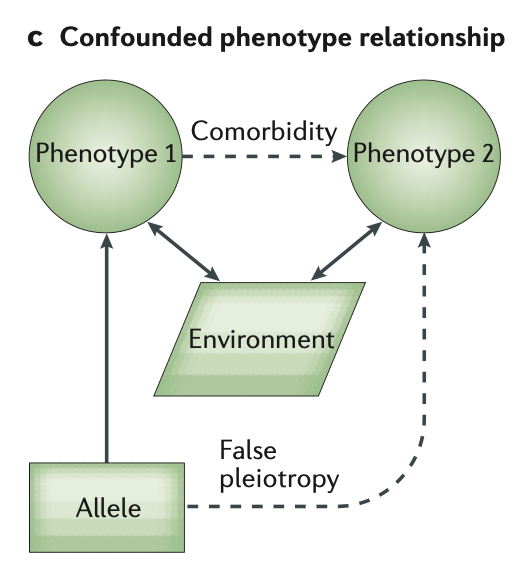 c Confounded phenotype relationship
Comorbidity
Phenotype 1
Phenotype 2
Environment
False
pleiotropy
Allele